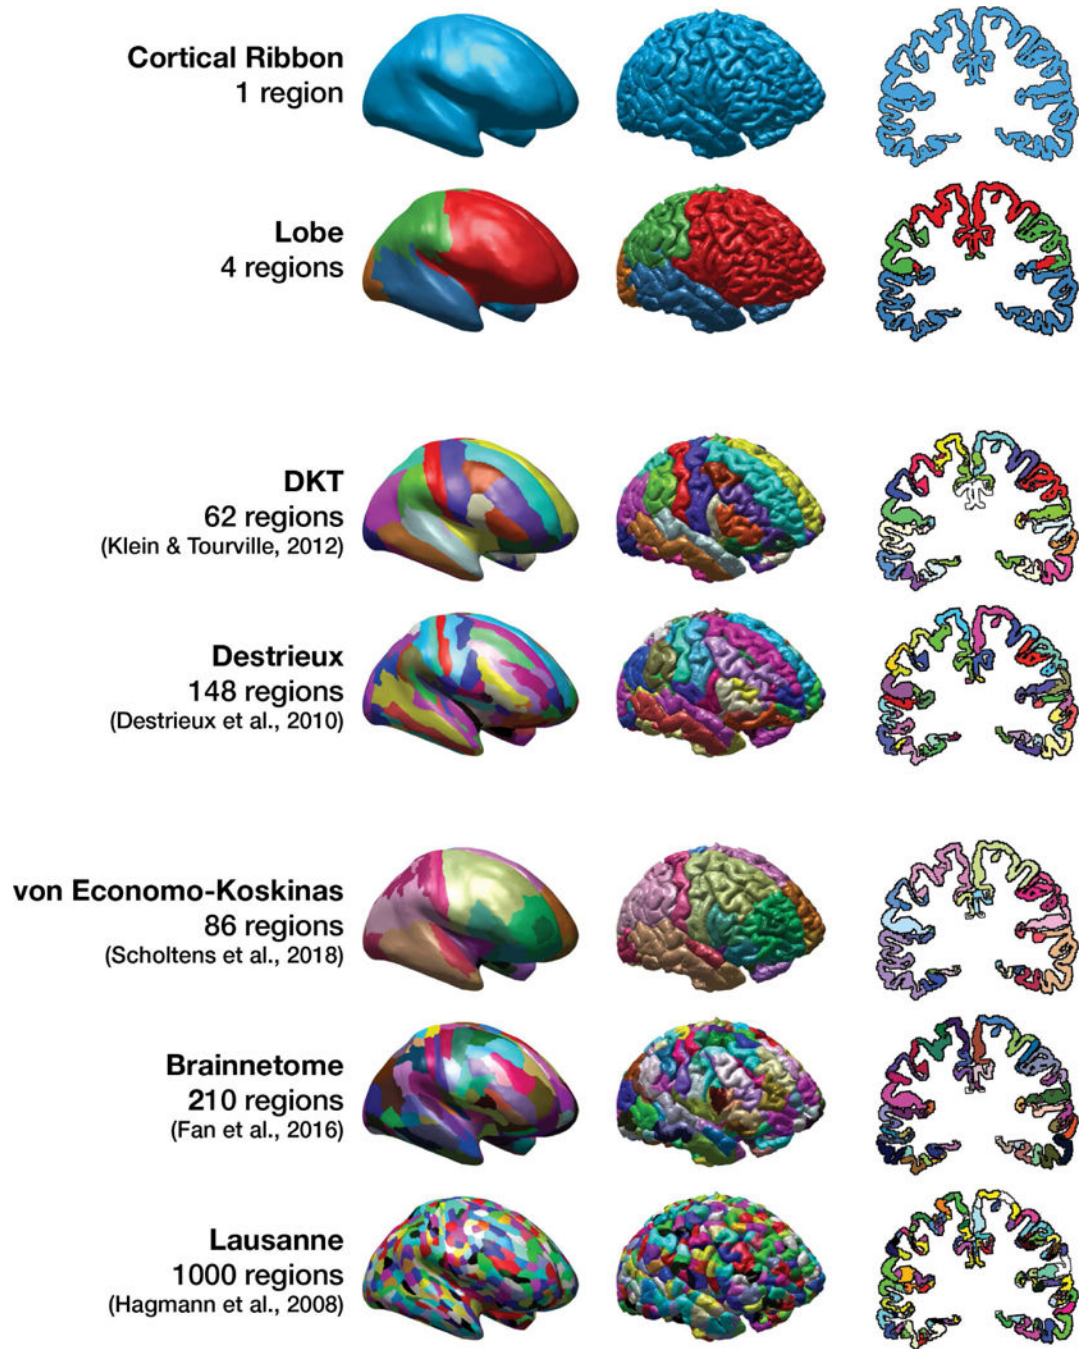 Cortical Ribbon
1 region
Lobe
4 regions
DKT
62 regions
(Klein & Tourville, 2012)
Destrieux
148 regions
(Destrieux et al., 2010)
von Economo-Koskinas
86 regions
(Scholtens et al., 2018)
Brainnetome
210 regions
(Fan et al., 2016)
Lausanne
1000 regions
(Hagmann et al., 2008)